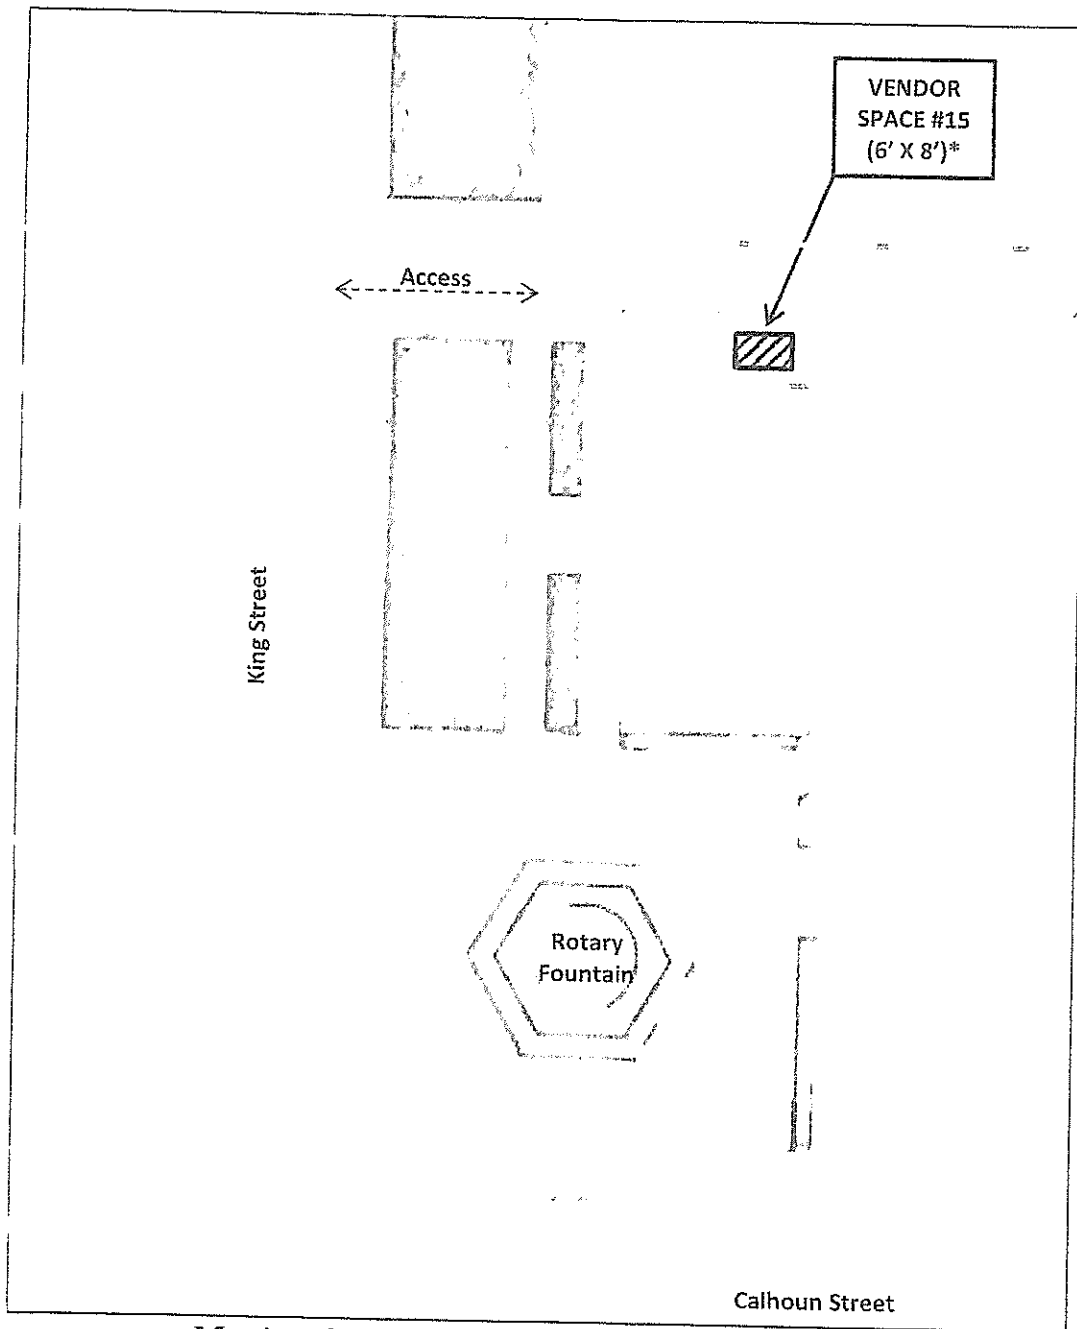 VENDOR
SPACE #15
(6' X 8')*
Access
King Street
Rotary
Fountain
Calhoun Street